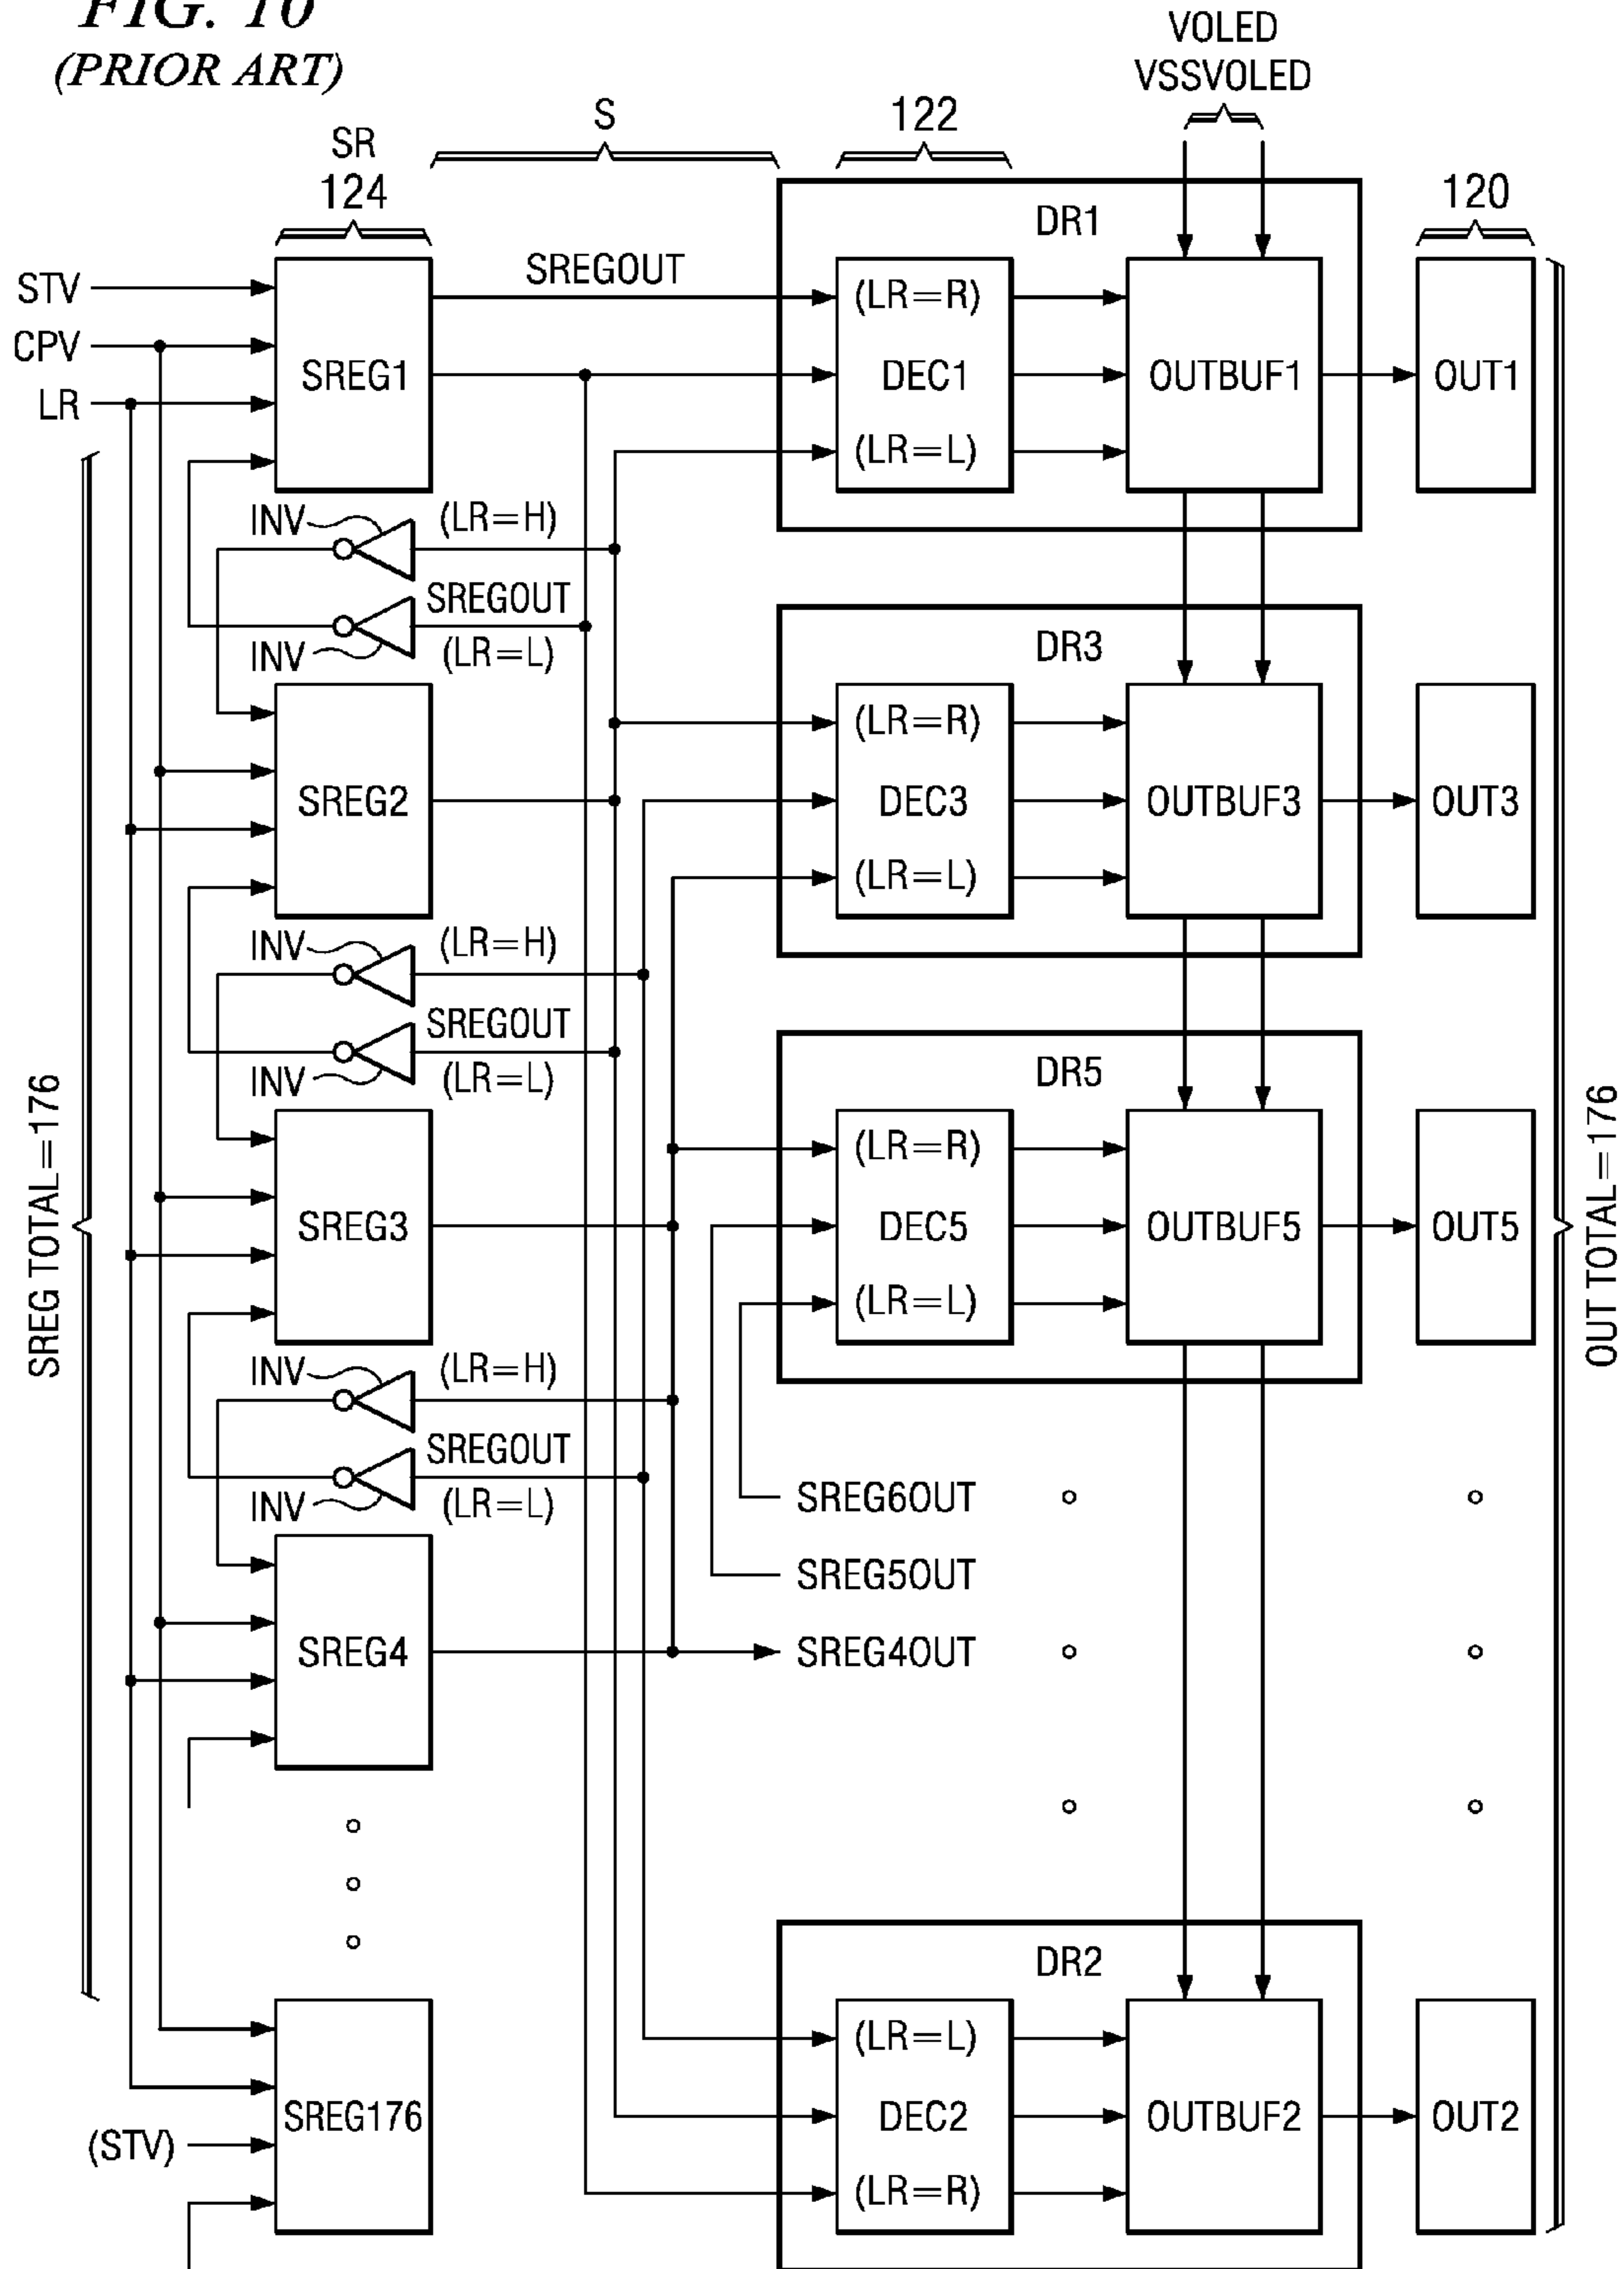 FIG. 10
(PRIOR ART)
VOLED
VSSVOLED
SR
124
S
122
120
STV
CPV
LR
SREG1
SREGOUT
DR1
(LR=R)
DEC1
(LR=L)
OUTBUF1
OUT1
INV
(LR=H)
SREGOUT
INV
(LR=L)
SREG2
DR3
(LR=R)
DEC3
(LR=L)
OUTBUF3
OUT3
INV
(LR=H)
SREGOUT
INV
(LR=L)
SREG TOTAL=176
SREG3
DR5
(LR=R)
DEC5
(LR=L)
OUTBUF5
OUT5
OUT TOTAL=176
INV
(LR=H)
SREGOUT
INV
(LR=L)
SREG6OUT
SREG5OUT
SREG4
SREG4OUT
SREG176
(STV)
DR2
(LR=L)
DEC2
(LR=R)
OUTBUF2
OUT2